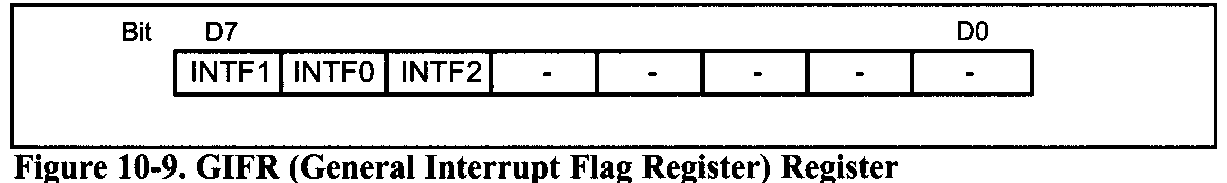 Bit D7 D0
INTF1 INTF0 INTF2 - - - - -
Figure 10-9. GIFR (General Interrupt Flag Register) Register